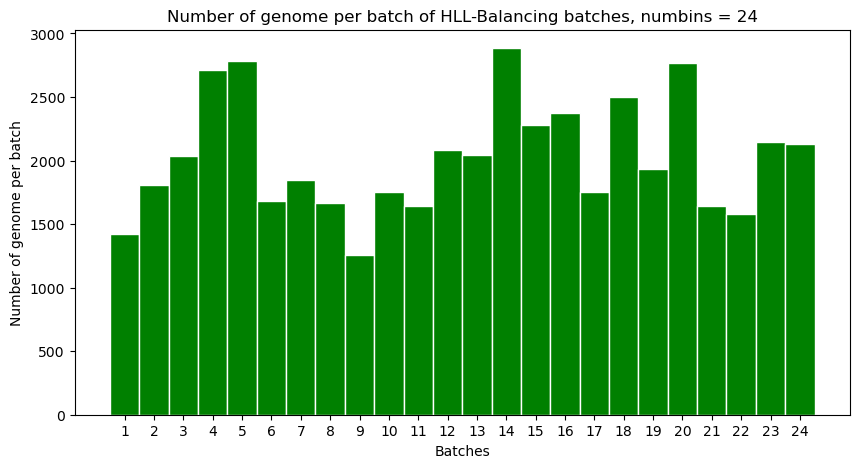 Number of genome per batch of HLL-Balancing batches, numbins = 24
Number of genome per batch
3000
2500
2000
1500
1000
500
0
1 2 3 4 5 6 7 8 9 10 11 12 13 14 15 16 17 18 19 20 21 22 23 24
Batches